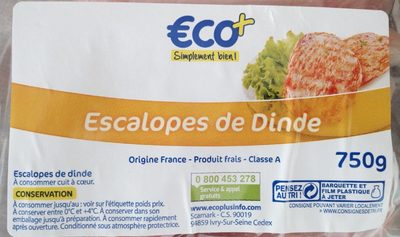 €CO+
Simplement bien !
Escalopes de Dinde
Origine France - Produit frais - Classe A
750g
Escalopes de dinde
À consommer cuit à cœur.
CONSERVATION
À consommer jusqu'au : voir sur l'étiquette poids prix.
À conserver entre 0°C et +4°C. À conserver dans son
emballage jusqu'à préparation. À consommer rapidement
après ouverture. Conditionné sous atmosphère protectrice.
0 800 453 278
Service & appel
gratuits
www.ecoplusinfo.com
Scamark - C.S. 90019
94859 Ivry-Sur-Seine Cedex
PENSEZ
AU TRI !
BARQUETTE ET
FILM PLASTIQUE
À JETER
CONSIGNE POUVANT VARIER LOCALEMENT
WWW.CONSIGNESDETRI.FR